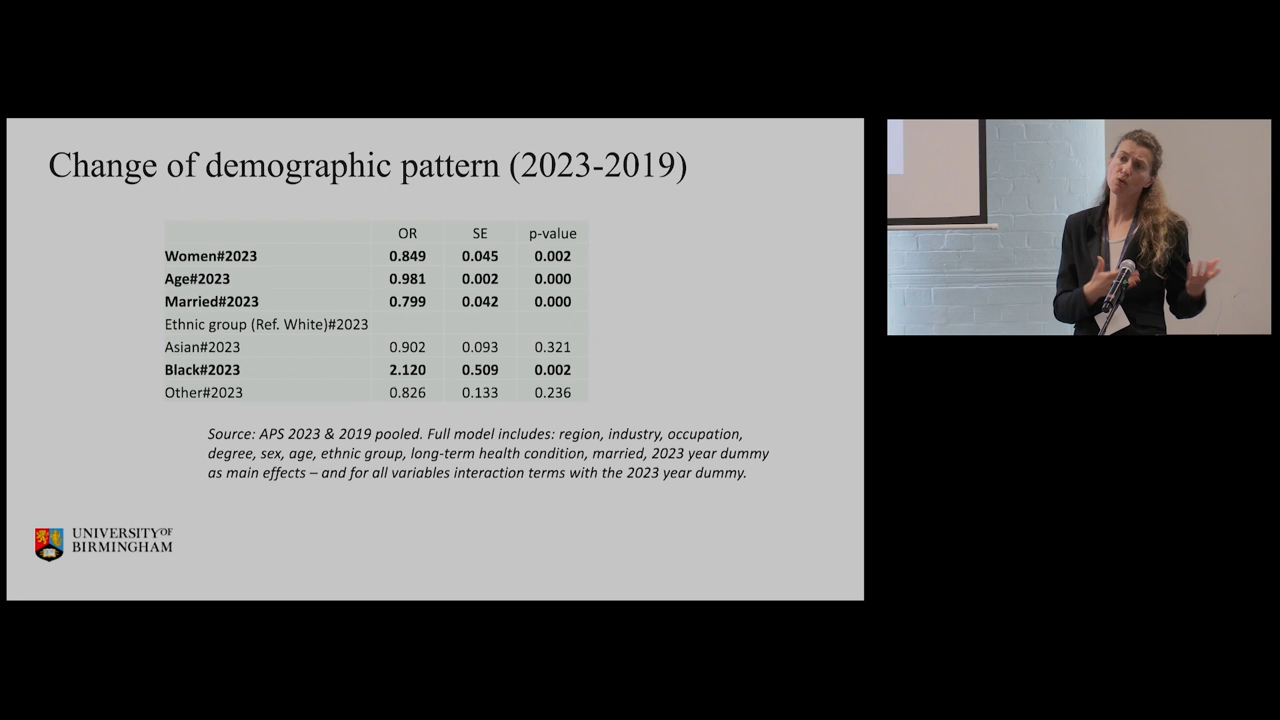 Change of demographic pattern (2023-2019)
OR SE p-value
Women#2023 0.849 0.045 0.002
Age#2023 0.981 0.002 0.000
Married#2023 0.799 0.042 0.000
Ethnic group (Ref. White)#2023
Asian#2023 0.902 0.093 0.321
Black#2023 2.120 0.509 0.002
Other#2023 0.826 0.133 0.236
Source: APS 2023 & 2019 pooled. Full model includes: region, industry, occupation,
degree, sex, age, ethnic group, long-term health condition, married, 2023 year dummy
as main effects – and for all variables interaction terms with the 2023 year dummy.
UNIVERSITY OF
BIRMINGHAM